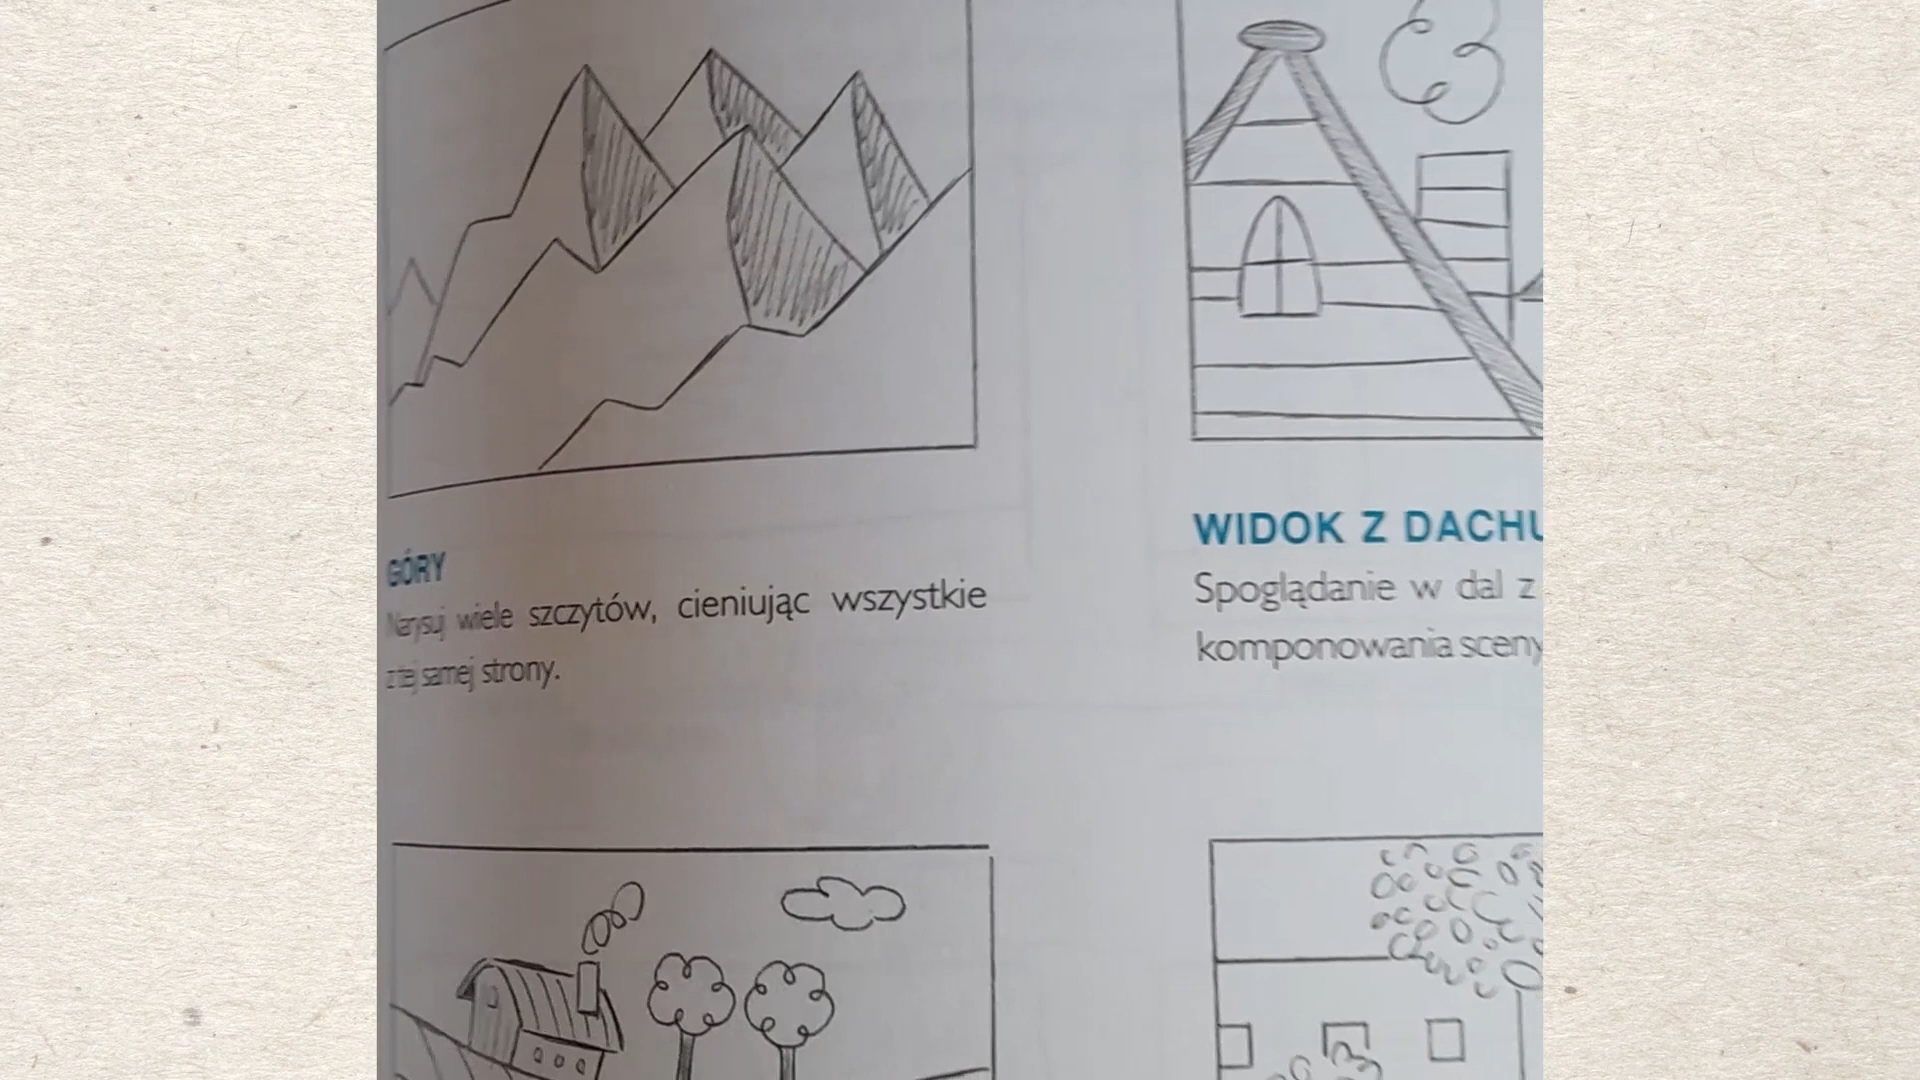 GÓRY
Narysuj wiele szczytów, cieniując wszystkie
z tej samej strony.
WIDOK Z DACHU
Spoglądanie w dal z
komponowania sceny